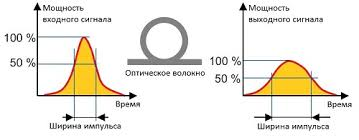 Мощность
входного сигнала
100 %
50 %
Время
Ширина импульса
Оптическое волокно
Мощность
выходного сигнала
100 %
50 %
Время
Ширина импульса